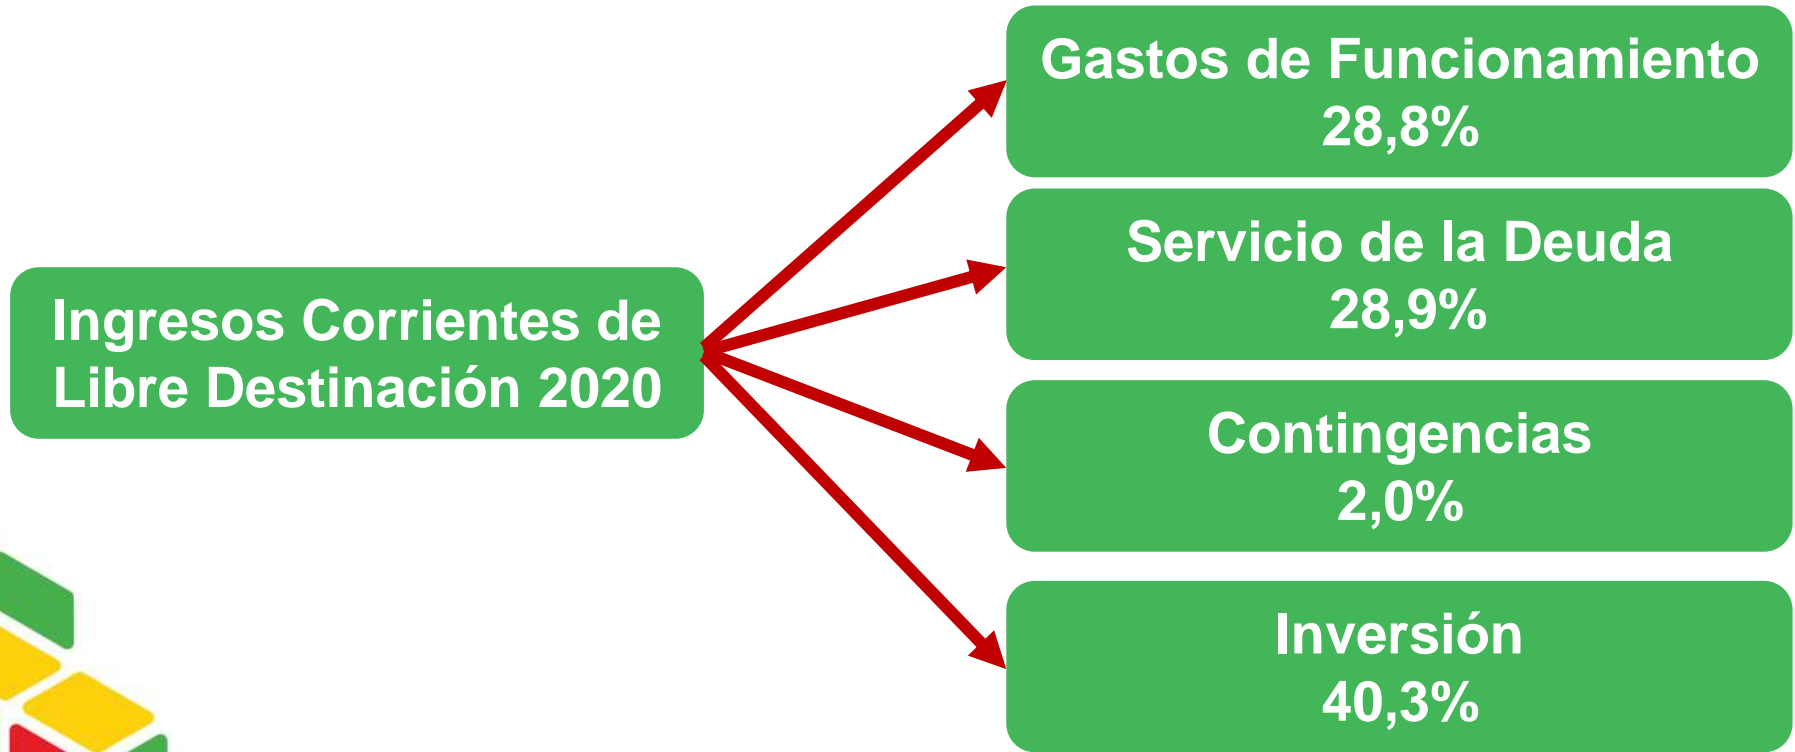 Ingresos Corrientes de
Libre Destinación 2020
Gastos de Funcionamiento
28,8%
Servicio de la Deuda
28,9%
Contingencias
2,0%
Inversión
40,3%